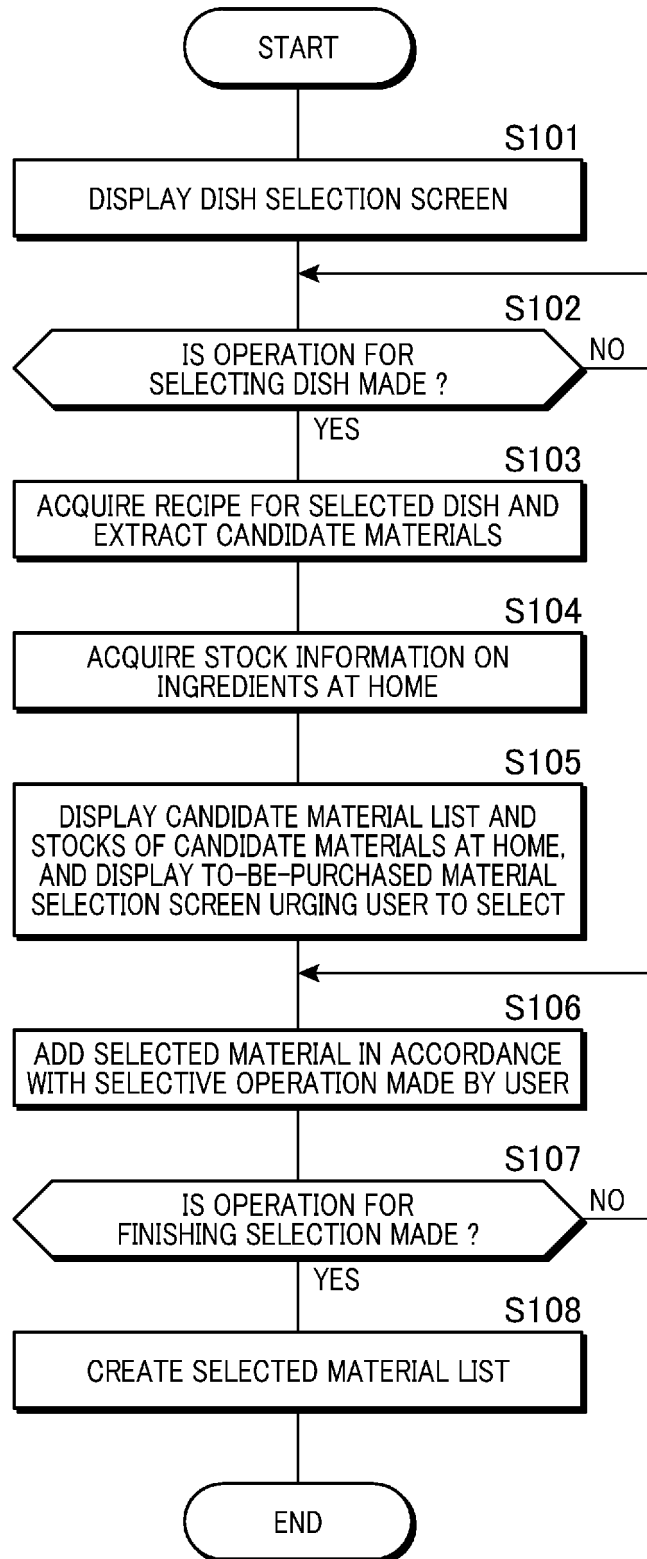 START
S101
DISPLAY DISH SELECTION SCREEN
S102
IS OPERATION FOR
SELECTING DISH MADE ?
NO
YES
S103
ACQUIRE RECIPE FOR SELECTED DISH AND
EXTRACT CANDIDATE MATERIALS
S104
ACQUIRE STOCK INFORMATION ON
INGREDIENTS AT HOME
S105
DISPLAY CANDIDATE MATERIAL LIST AND
STOCKS OF CANDIDATE MATERIALS AT HOME,
AND DISPLAY TO-BE-PURCHASED MATERIAL
SELECTION SCREEN URGING USER TO SELECT
S106
ADD SELECTED MATERIAL IN ACCORDANCE
WITH SELECTIVE OPERATION MADE BY USER
S107
IS OPERATION FOR
FINISHING SELECTION MADE ?
NO
YES
S108
CREATE SELECTED MATERIAL LIST
END